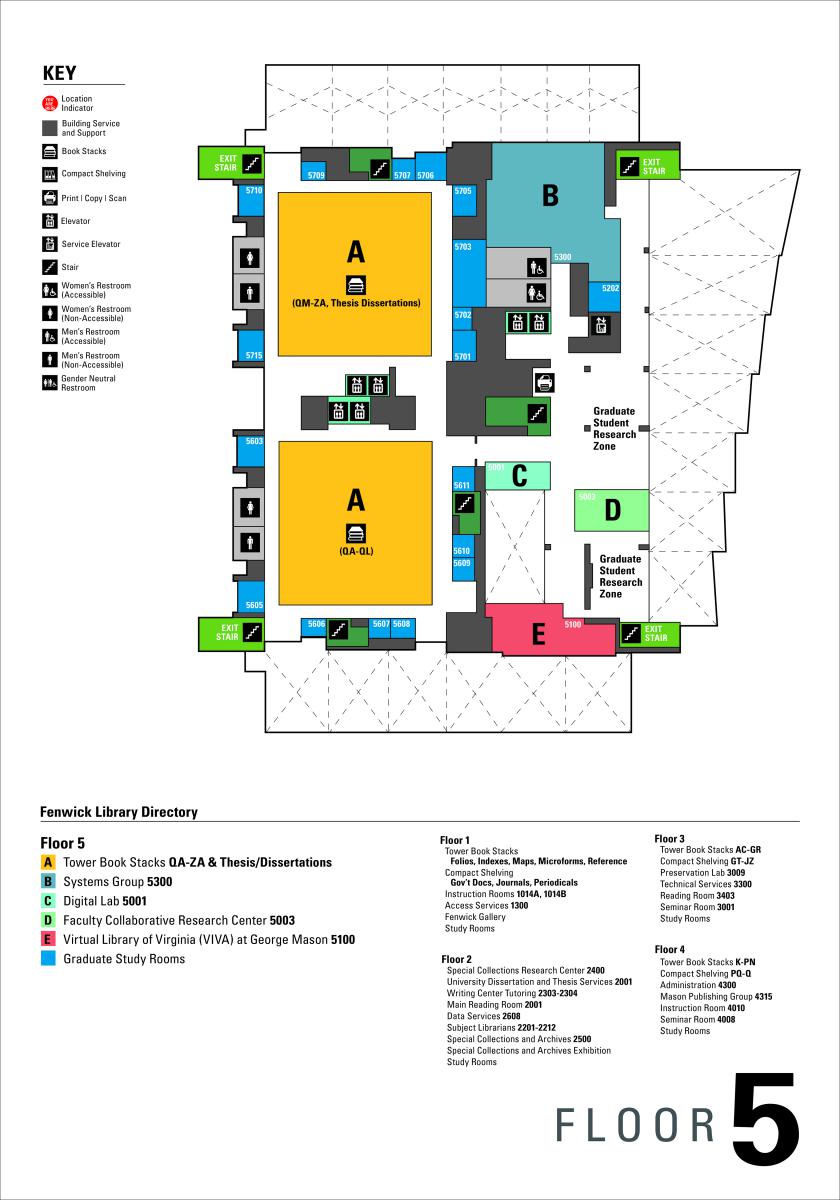 KEY
YOU ARE HERE
Location
Indicator
Building Service
and Support
Book Stacks
Compact Shelving
Print | Copy | Scan
Elevator
Service Elevator
Stair
Women's Restroom
(Accessible)
Women's Restroom
(Non-Accessible)
Men's Restroom
(Accessible)
Men's Restroom
(Non-Accessible)
Gender Neutral
Restroom
EXIT
STAIR
5709
5707
5706
EXIT
STAIR
5710
5705
B
A
(QM-ZA, Thesis Dissertations)
5703
5300
5202
5702
5715
5701
Graduate
Student
Research
Zone
5603
5611
5001
C
5003
D
A
(QA-QL)
5610
5609
Graduate
Student
Research
Zone
5605
EXIT
STAIR
5606
5607
5608
E
5100
EXIT
STAIR
Fenwick Library Directory
Floor 5
A Tower Book Stacks QA-ZA & Thesis/Dissertations
B Systems Group 5300
C Digital Lab 5001
D Faculty Collaborative Research Center 5003
E Virtual Library of Virginia (VIVA) at George Mason 5100
Graduate Study Rooms
Floor 1
Tower Book Stacks
Folios, Indexes, Maps, Microforms, Reference
Compact Shelving
Gov't Docs, Journals, Periodicals
Instruction Rooms 1014A, 1014B
Access Services 1300
Fenwick Gallery
Study Rooms
Floor 2
Special Collections Research Center 2400
University Dissertation and Thesis Services 2001
Writing Center Tutoring 2303-2304
Main Reading Room 2001
Data Services 2608
Subject Librarians 2201-2212
Special Collections and Archives 2500
Special Collections and Archives Exhibition
Study Rooms
Floor 3
Tower Book Stacks AC-GR
Compact Shelving GT-JZ
Preservation Lab 3009
Technical Services 3300
Reading Room 3403
Seminar Room 3001
Study Rooms
Floor 4
Tower Book Stacks K-PN
Compact Shelving PQ-Q
Administration 4300
Mason Publishing Group 4315
Instruction Room 4010
Seminar Room 4008
Study Rooms
FLOOR 5